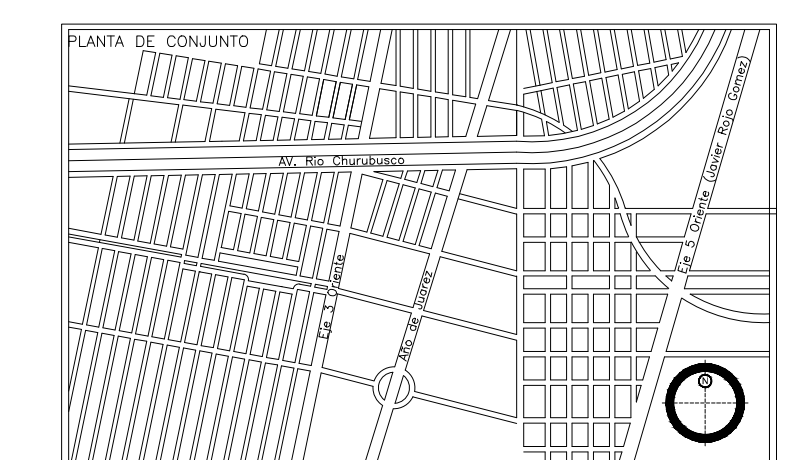 PLANTA DE CONJUNTO
AV. Rio Churubusco
Eje 5 Oriente (Javier Rojo Gomez)
Eje 3 Oriente
Año de Juarez
N